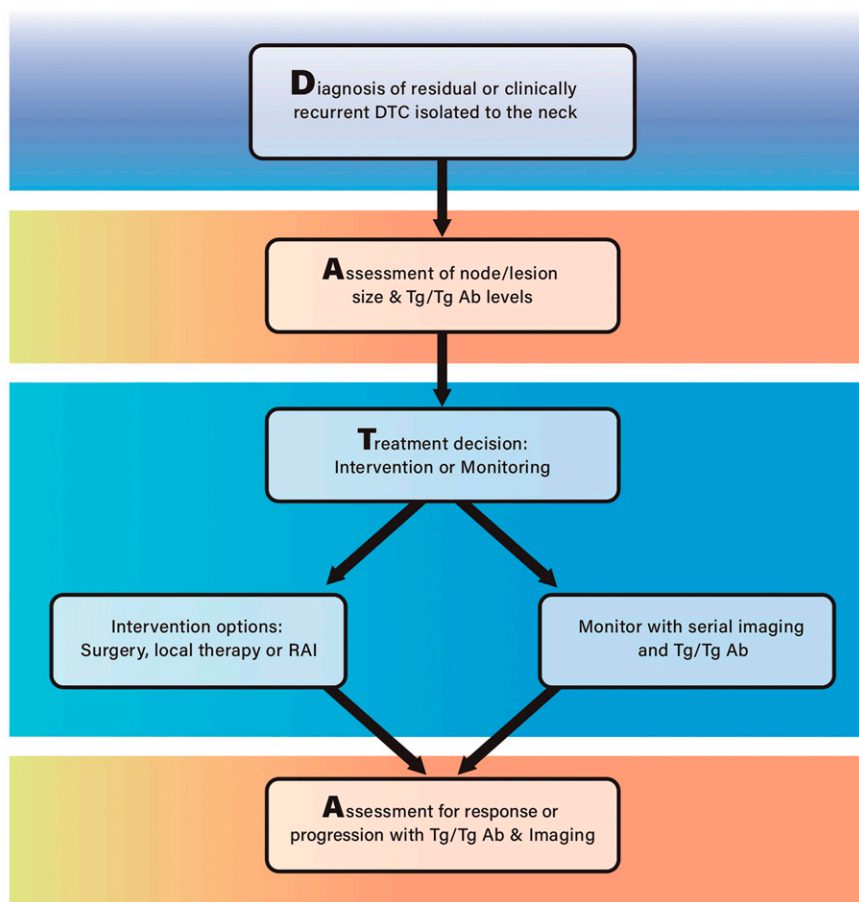 Diagnosis of residual or clinically
recurrent DTC isolated to the neck
Assessment of node/lesion
size & Tg/Tg Ab levels
Treatment decision:
Intervention or Monitoring
Intervention options:
Surgery, local therapy or RAI
Monitor with serial imaging
and Tg/Tg Ab
Assessment for response or
progression with Tg/Tg Ab & Imaging